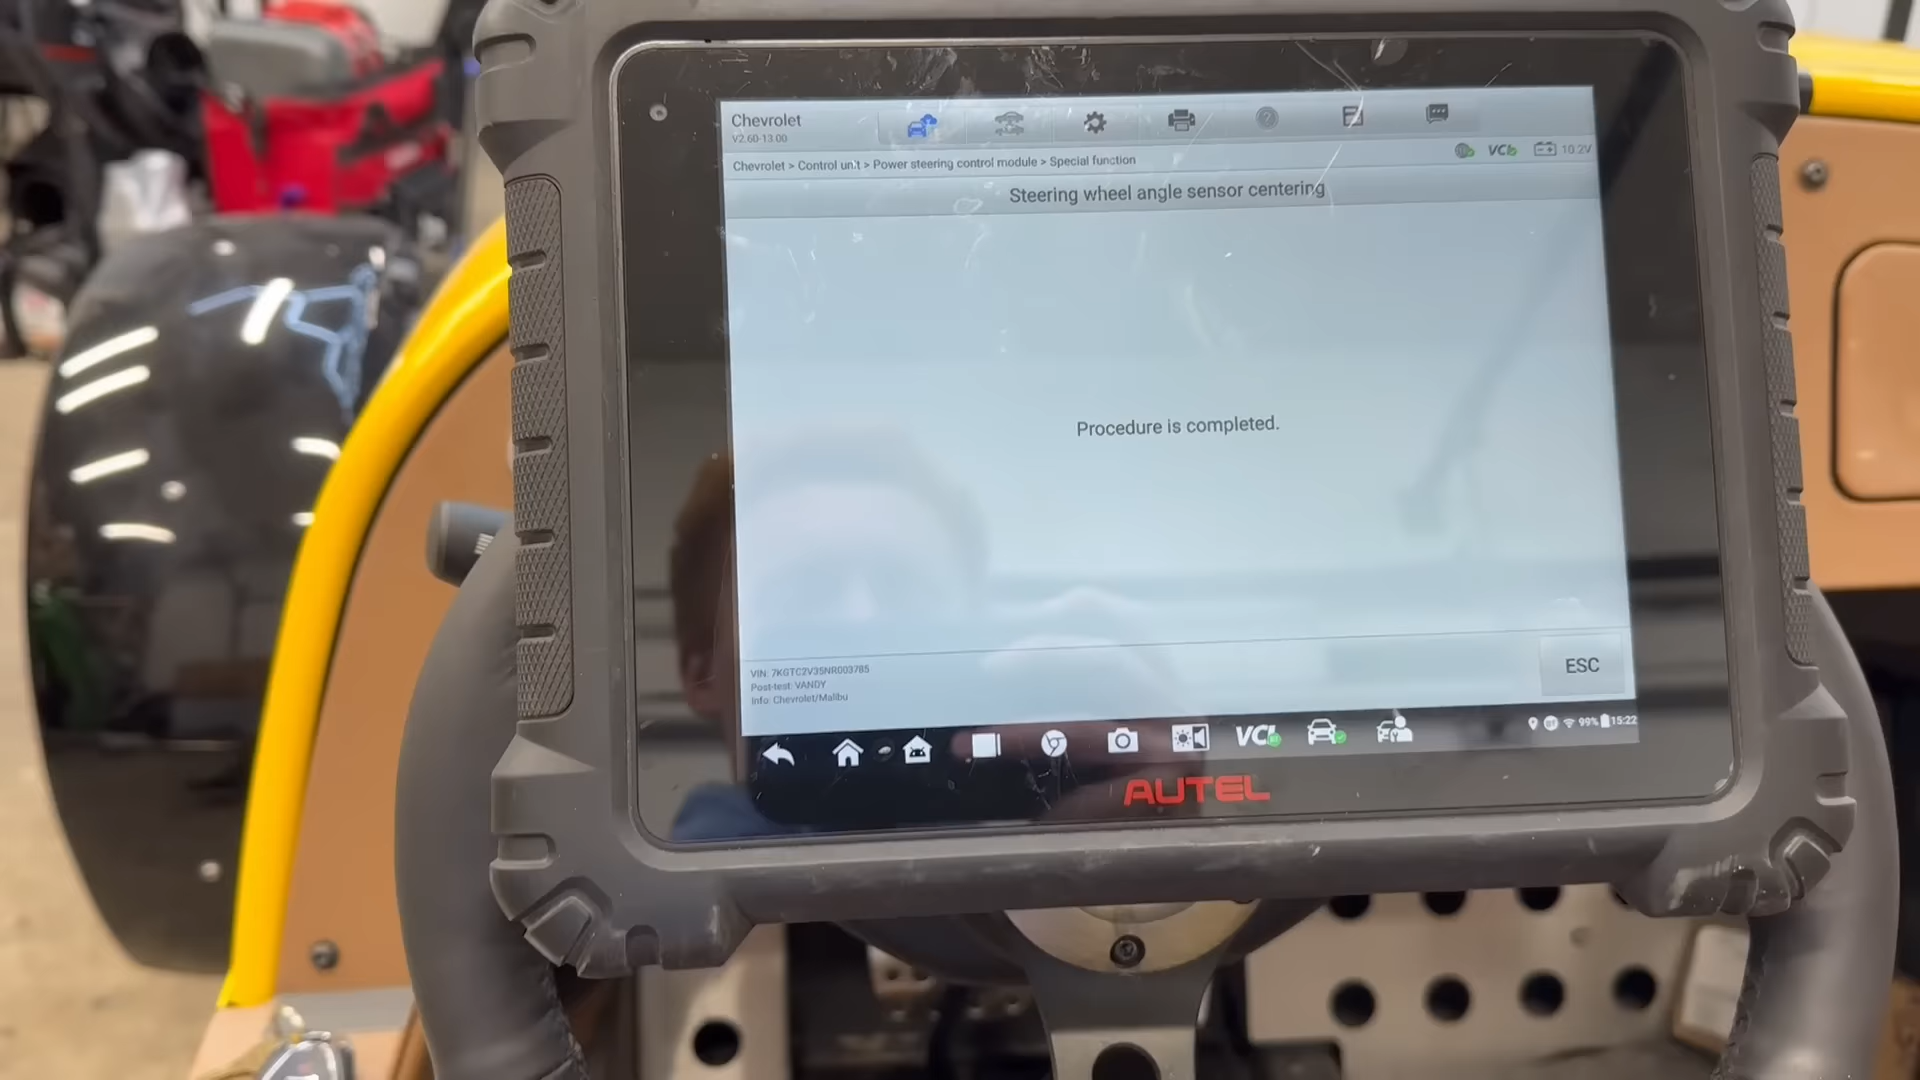 Chevrolet
V2.60-13.00
Chevrolet > Control unit > Power steering control module > Special function
VCI
10.2V
Steering wheel angle sensor centering
Procedure is completed.
VIN: 7KGTC2V35NR003785
Post-test: VANDY
Info: Chevrolet/Malibu
ESC
VCI
99%
15:22
AUTEL